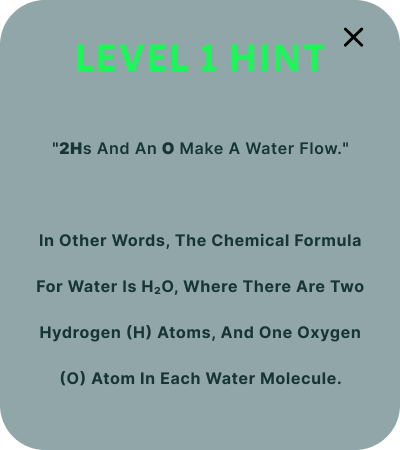 LEVEL 1 HINT
"2Hs And An O Make A Water Flow."
In Other Words, The Chemical Formula
For Water Is H₂O, Where There Are Two
Hydrogen (H) Atoms, And One Oxygen
(O) Atom In Each Water Molecule.